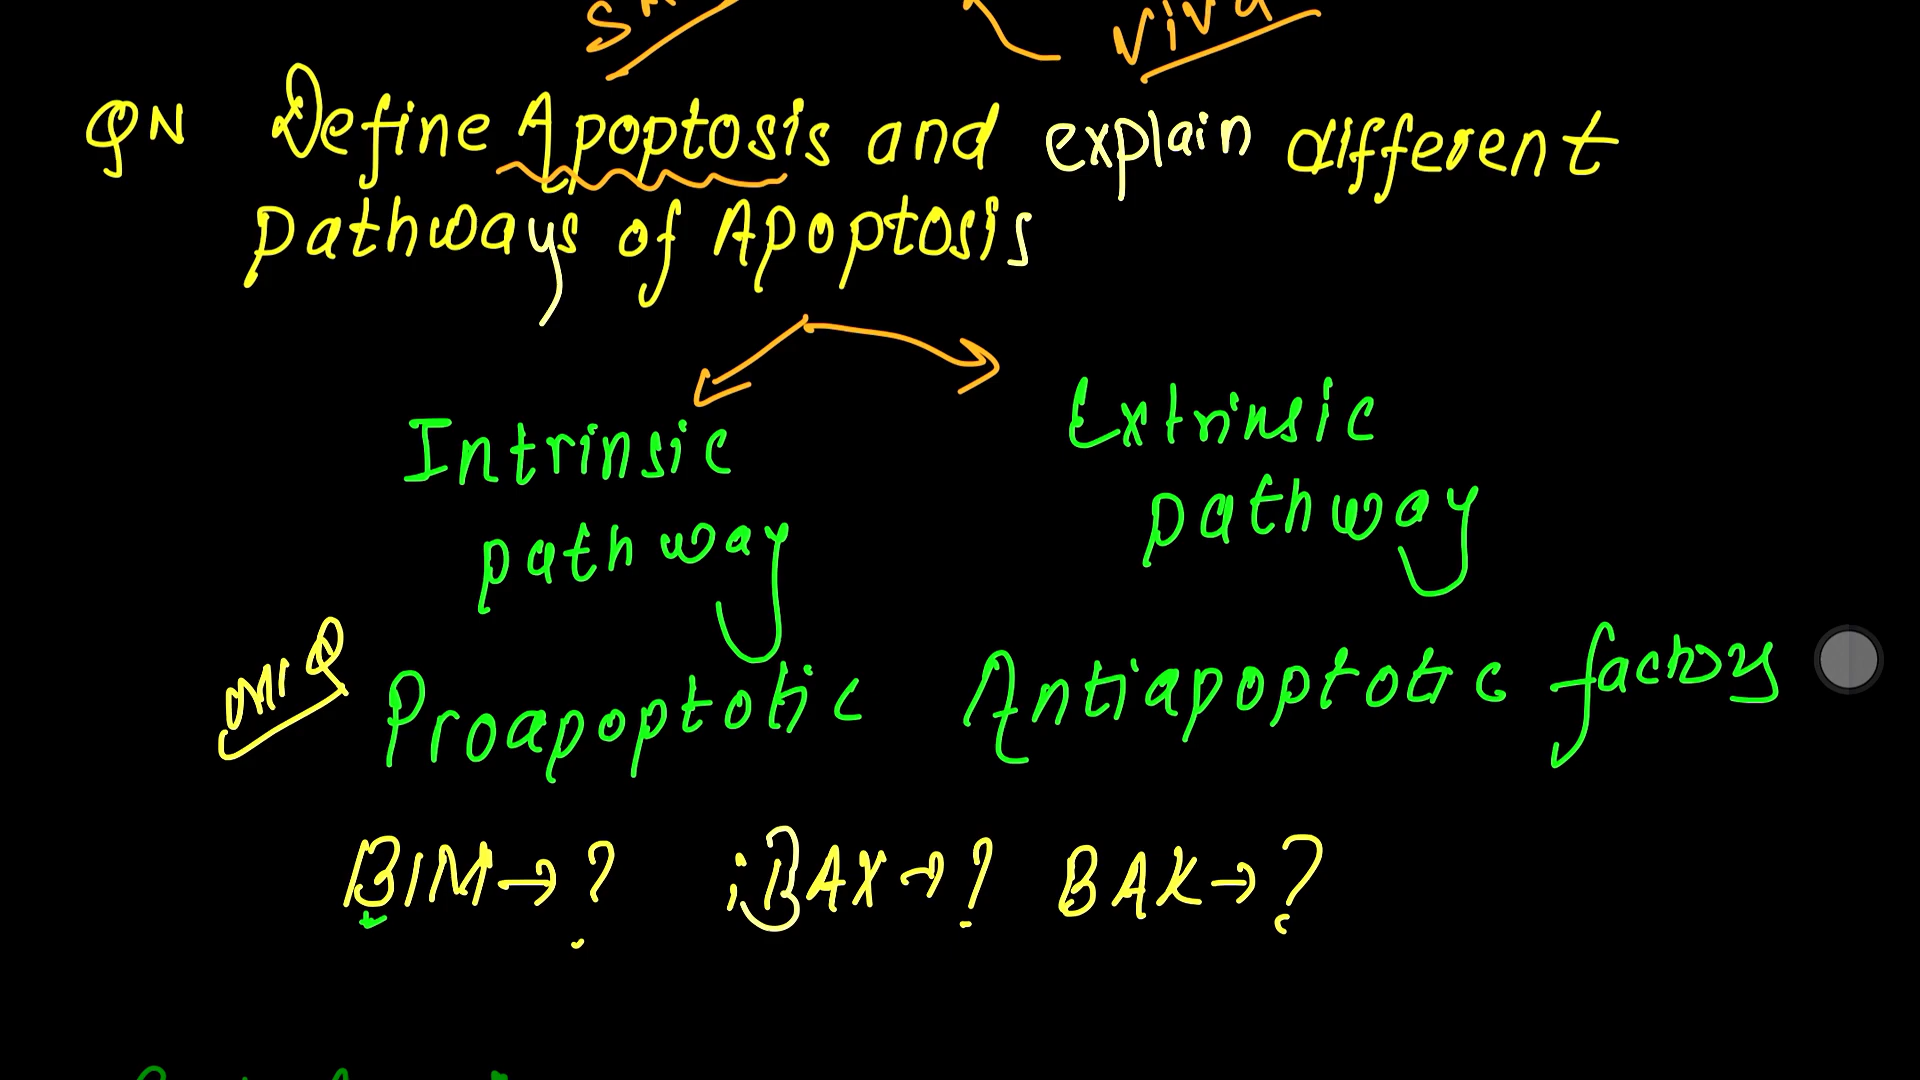 Viva
QN Define Apoptosis and explain different
pathways of Apoptosis
Intrinsic pathway
Extrinsic pathway
Proapoptotic Antiapoptotic factors
BIM → ? ; BAX → ? BAK → ?